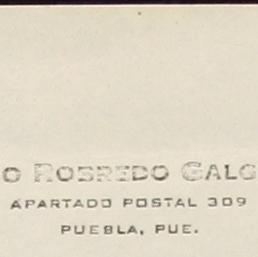 O ROBREDO GALG
APARTADO POSTAL 309
PUEBLA, PUE.